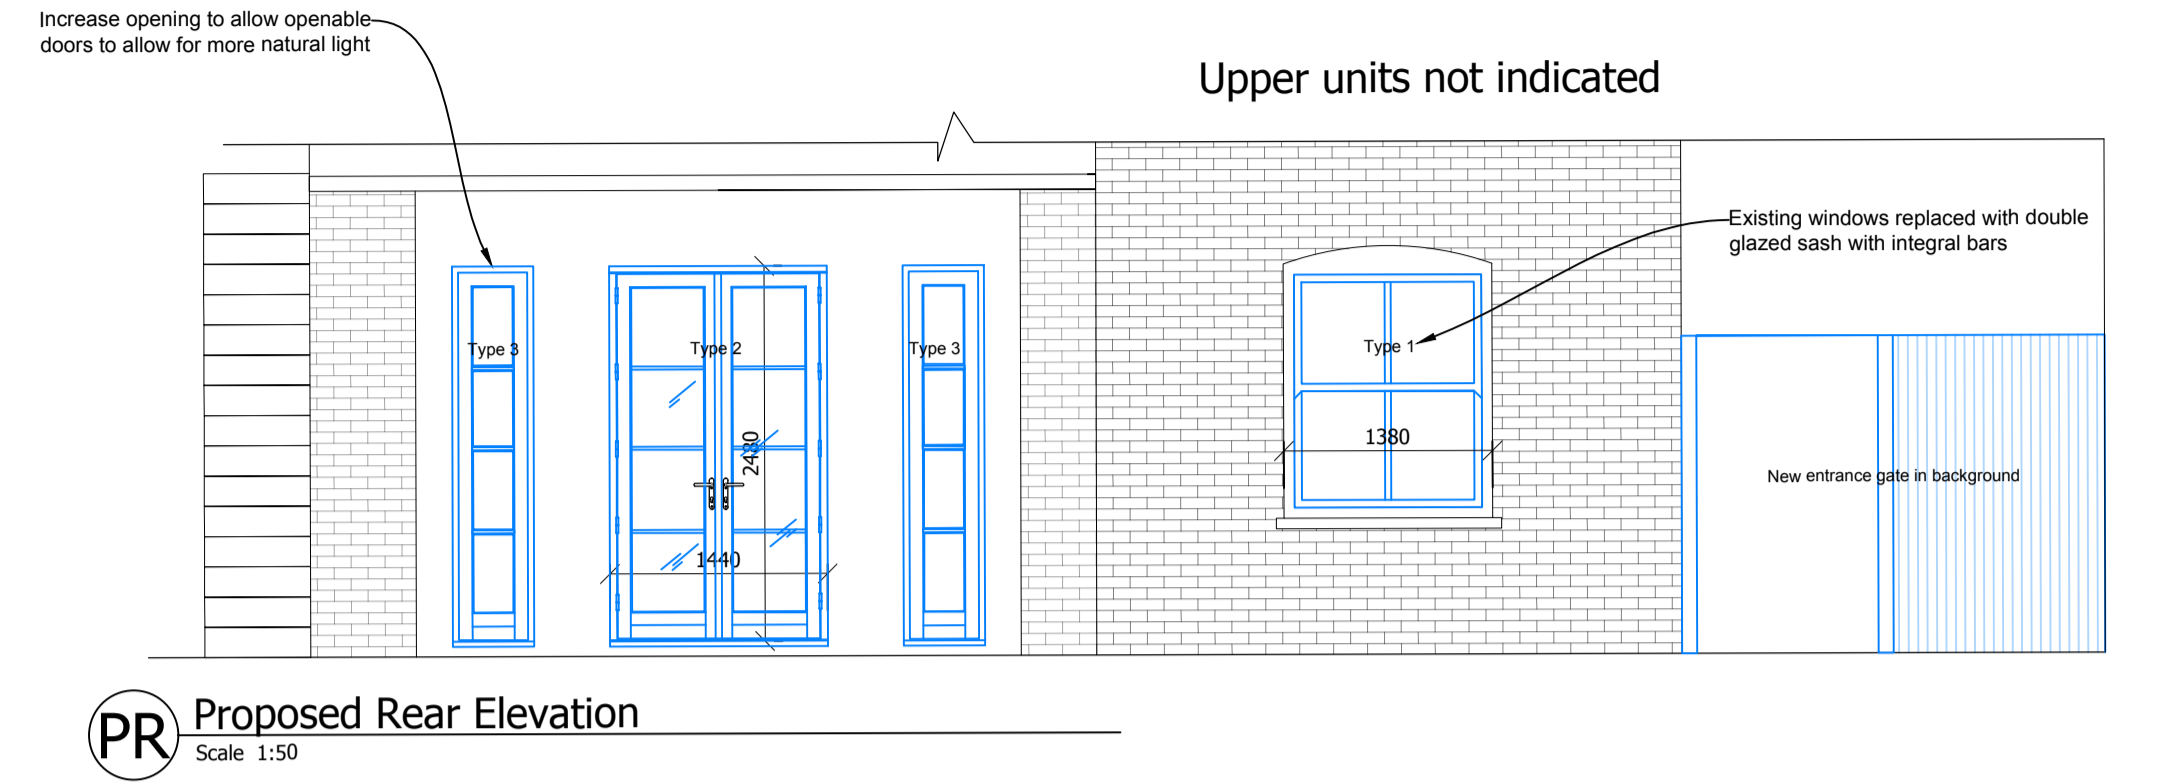 Increase opening to allow openable
doors to allow for more natural light
Upper units not indicated
Existing windows replaced with double
glazed sash with integral bars
Type 3
Type 2
Type 3
Type 1
2480
1380
1440
New entrance gate in background
PR
Proposed Rear Elevation
Scale 1:50